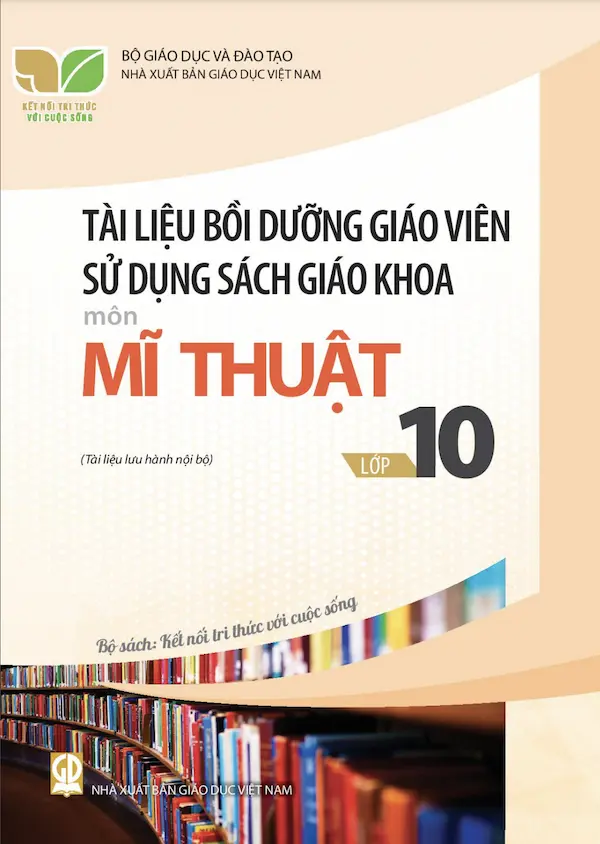 BỘ GIÁO DỤC VÀ ĐÀO TẠO
NHÀ XUẤT BẢN GIÁO DỤC VIỆT NAM
KẾT NỐI TRI THỨC
VỚI CUỘC SỐNG
TÀI LIỆU BỒI DƯỠNG GIÁO VIÊN
SỬ DỤNG SÁCH GIÁO KHOA
môn
MĨ THUẬT
LỚP 10
(Tài liệu lưu hành nội bộ)
Bộ sách: Kết nối tri thức với cuộc sống
NHÀ XUẤT BẢN GIÁO DỤC VIỆT NAM